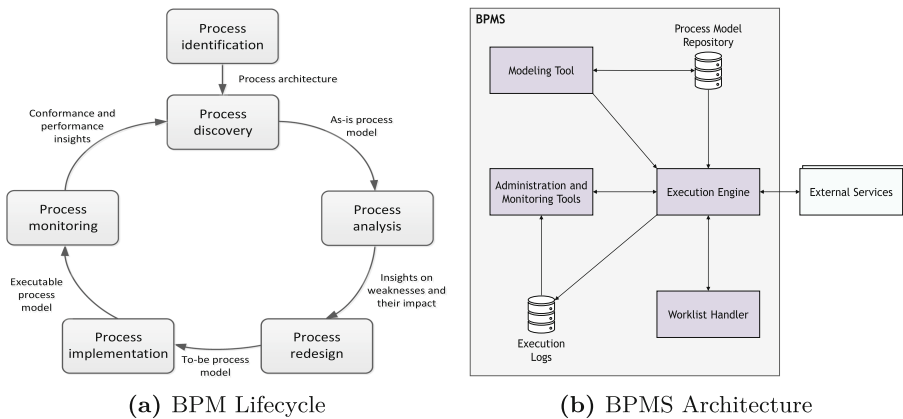 Process
identification
Process architecture
Process
discovery
As-is process
model
Process
analysis
Insights on
weaknesses and
their impact
Process
redesign
To-be process
model
Process
implementation
Executable
process
model
Process
monitoring
Conformance and
performance
insights
(a) BPM Lifecycle
BPMS
Modeling Tool
Process Model
Repository
Administration and
Monitoring Tools
Execution Engine
External Services
Execution
Logs
Worklist Handler
(b) BPMS Architecture